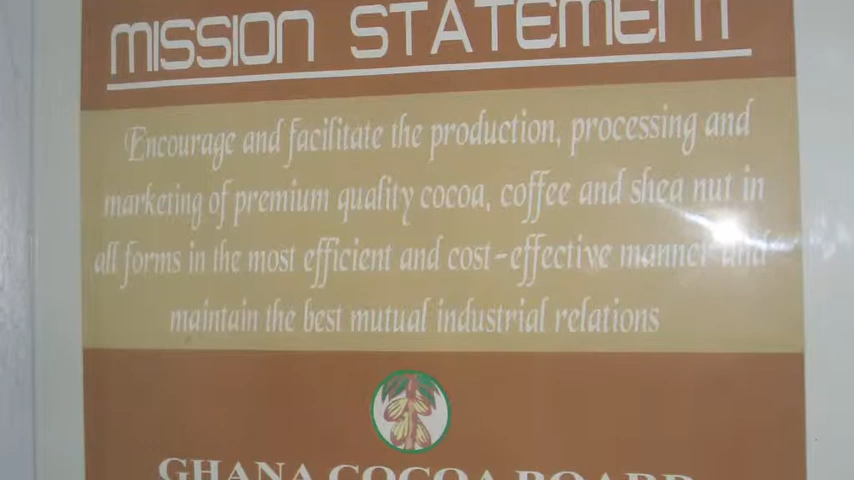 MISSION STATEMENT
Encourage and facilitate the production, processing and
marketing of premium quality cocoa, coffee and shea nut in
all forms in the most efficient and cost-effective manner and
maintain the best mutual industrial relations
GHANA COCOA BOARD